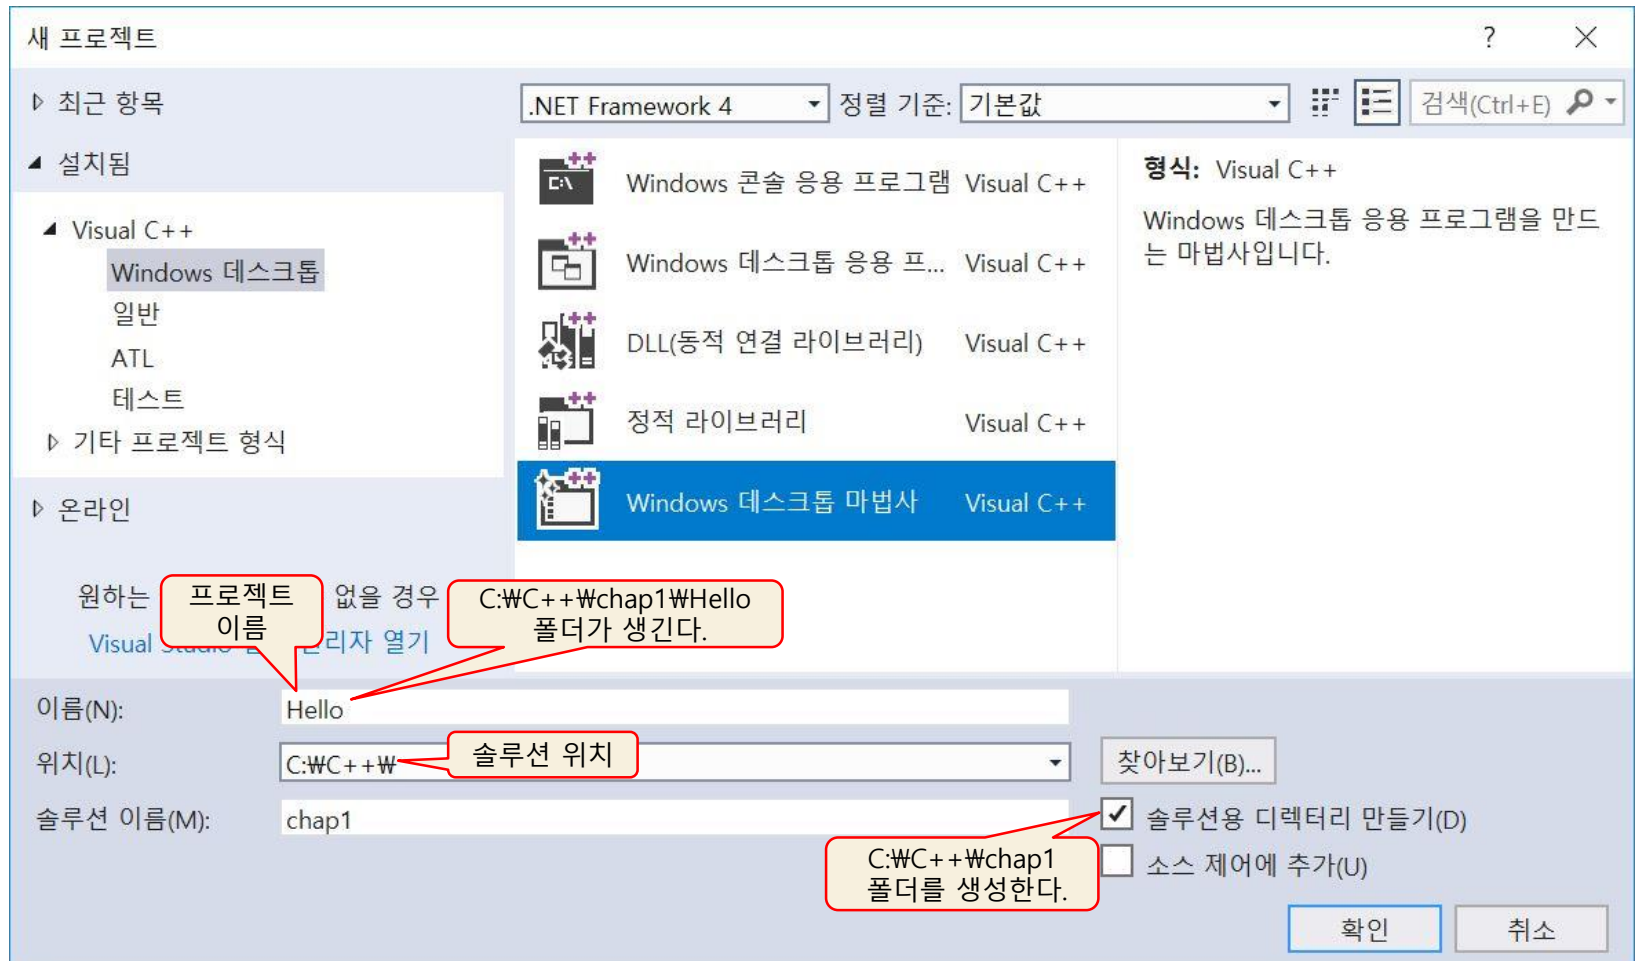 새 프로젝트
?
최근 항목
.NET Framework 4
정렬 기준: 기본값
검색(Ctrl+E)
설치됨
Visual C++
Windows 데스크톱
일반
ATL
테스트
기타 프로젝트 형식
온라인
Windows 콘솔 응용 프로그램 Visual C++
Windows 데스크톱 응용 프... Visual C++
DLL(동적 연결 라이브러리) Visual C++
정적 라이브러리 Visual C++
Windows 데스크톱 마법사 Visual C++
형식: Visual C++
Windows 데스크톱 응용 프로그램을 만드
는 마법사입니다.
원하는 없을 경우
Visual 열기
프로젝트
이름
C:₩C++₩chap1₩Hello
폴더가 생긴다.
이름(N): Hello
위치(L): C:₩C++₩
솔루션 위치
찾아보기(B)...
솔루션 이름(M): chap1
솔루션용 디렉터리 만들기(D)
C:₩C++₩chap1
폴더를 생성한다.
소스 제어에 추가(U)
확인
취소